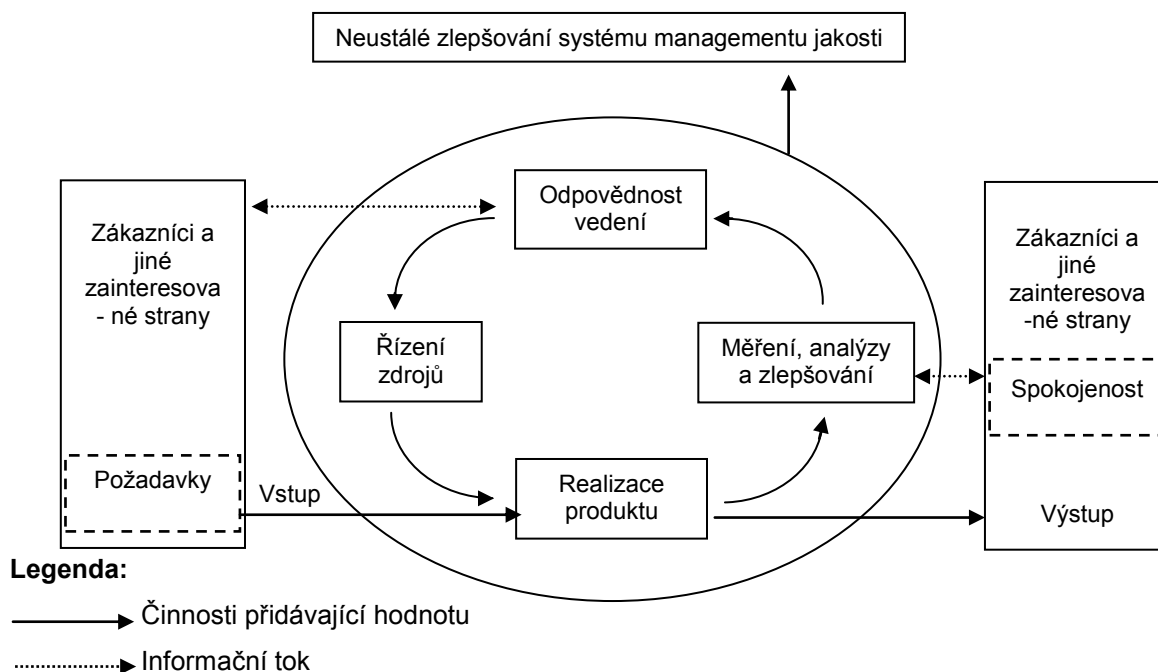 Neustálé zlepšování systému managementu jakosti
Zákazníci a
jiné
zainteresova
- né strany
Požadavky
Vstup
Odpovědnost
vedení
Řízení
zdrojů
Měření, analýzy
a zlepšování
Realizace
produktu
Zákazníci a
jiné
zainteresova
-né strany
Spokojenost
Výstup
Legenda:
Činnosti přidávající hodnotu
Informační tok